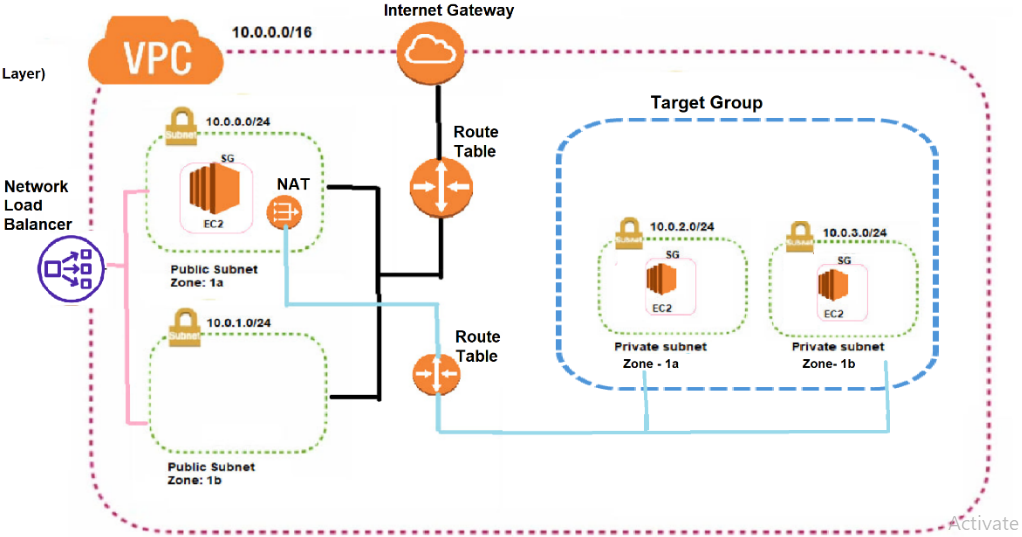 Internet Gateway
10.0.0.0/16
VPC
Layer)
Target Group
Subnet
10.0.0.0/24
SG
EC2
NAT
Route
Table
Network
Load
Balancer
Public Subnet
Zone: 1a
Subnet
10.0.1.0/24
Public Subnet
Zone: 1b
Route
Table
Subnet
10.0.2.0/24
SG
EC2
Private subnet
Zone - 1a
Subnet
10.0.3.0/24
SG
EC2
Private subnet
Zone- 1b
Activate